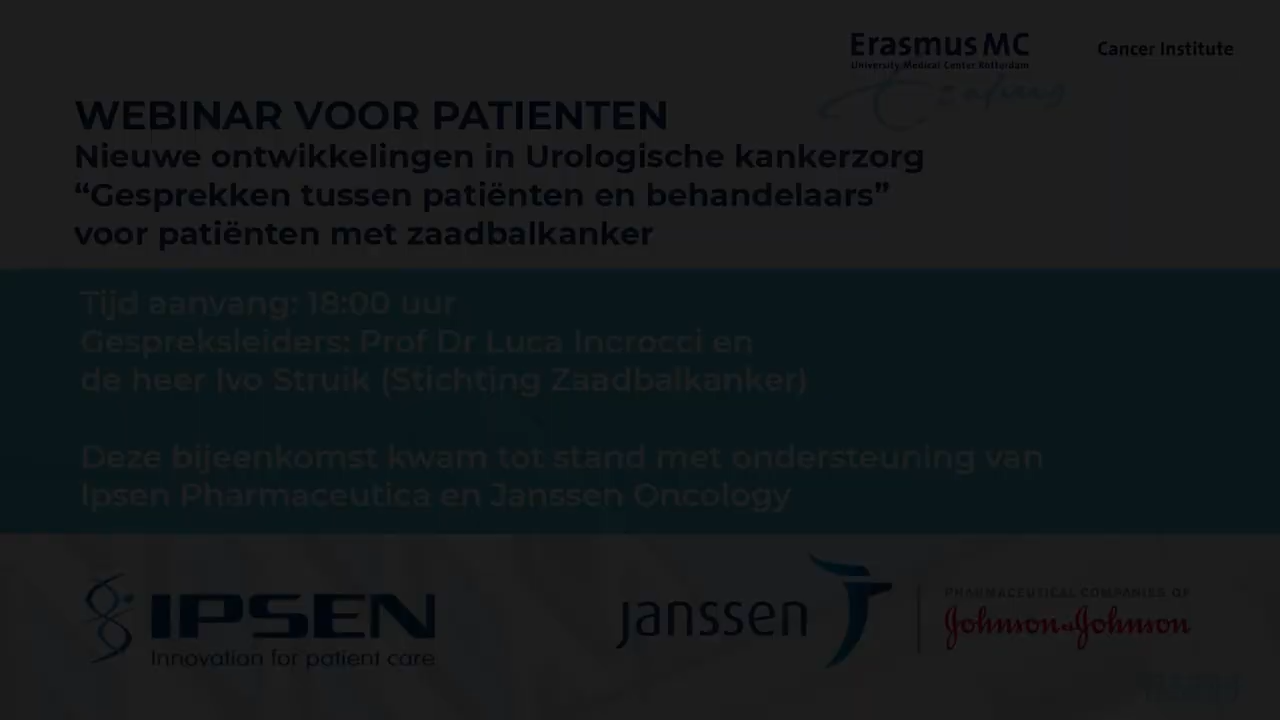 Erasmus MC
University Medical Center Rotterdam
Erasmus
Cancer Institute
WEBINAR VOOR PATIENTEN
Nieuwe ontwikkelingen in Urologische kankerzorg
“Gesprekken tussen patiënten en behandelaars”
voor patiënten met zaadbalkanker
Tijd aanvang: 18:00 uur
Gespreksleiders: Prof Dr Luca Incrocci en
de heer Ivo Struik (Stichting Zaadbalkanker)
Deze bijeenkomst kwam tot stand met ondersteuning van
Ipsen Pharmaceutica en Janssen Oncology
IPSEN
Innovation for patient care
janssen
PHARMACEUTICAL COMPANIES OF
Johnson & Johnson